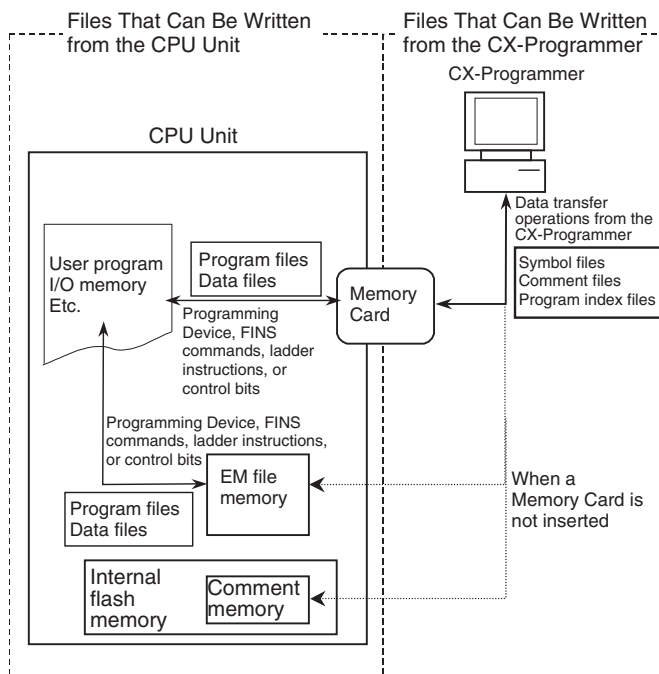 Files That Can Be Written
from the CPU Unit
Files That Can Be Written
from the CX-Programmer
CX-Programmer
CPU Unit
Data transfer
operations from the
CX-Programmer
Symbol files
Comment files
Program index files
User program
I/O memory
Etc.
Program files
Data files
Memory
Card
Programming
Device, FINS
commands, ladder
instructions, or
control bits
Programming Device, FINS
commands, ladder instructions,
or control bits
EM file
memory
Program files
Data files
When a
Memory Card is
not inserted
Internal
flash
memory
Comment
memory